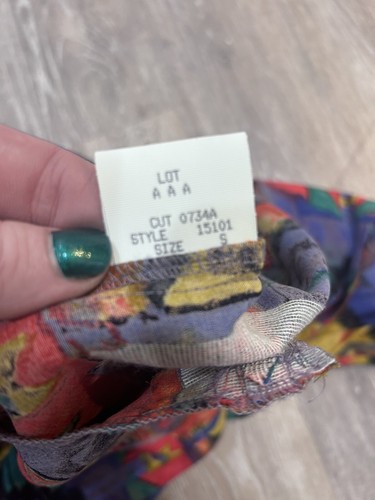 LOT
A A A
CUT 0734A
STYLE 15101
SIZE S